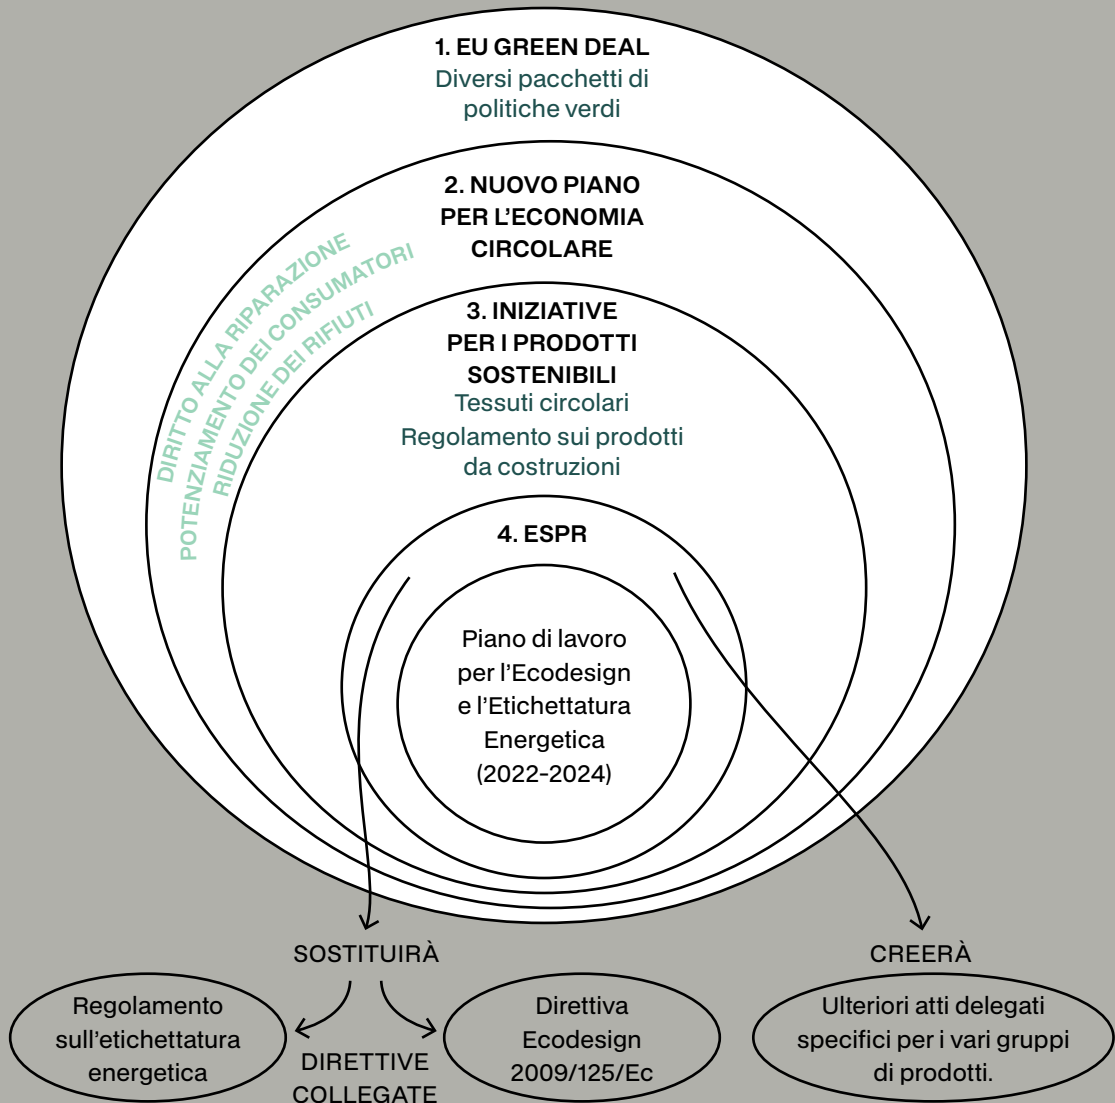 1. EU GREEN DEAL
Diversi pacchetti di
politiche verdi
2. NUOVO PIANO
PER L'ECONOMIA
CIRCOLARE
DIRITTO ALLA RIPARAZIONE
POTENZIAMENTO DEI CONSUMATORI
RIDUZIONE DEI RIFIUTI
3. INIZIATIVE
PER I PRODOTTI
SOSTENIBILI
Tessuti circolari
Regolamento sui prodotti
da costruzioni
4. ESPR
Piano di lavoro
per l'Ecodesign
e l'Etichettatura
Energetica
(2022-2024)
SOSTITUIRÀ
Regolamento
sull'etichettatura
energetica
DIRETTIVE
COLLEGATE
Direttiva
Ecodesign
2009/125/Ec
CREERÀ
Ulteriori atti delegati
specifici per i vari gruppi
di prodotti.